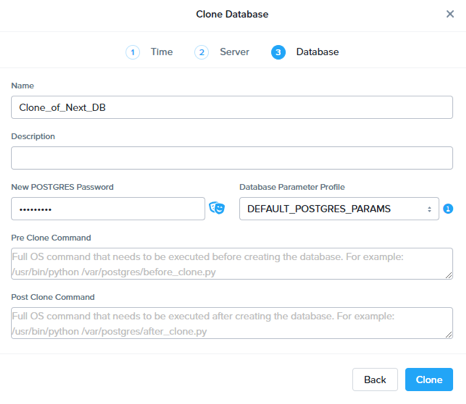 Clone Database
1 Time 2 Server 3 Database
Name
Clone_of_Next_DB
Description
New POSTGRES Password Database Parameter Profile
••••••••• DEFAULT_POSTGRES_PARAMS
Pre Clone Command
Full OS command that needs to be executed before creating the database. For example:
/usr/bin/python /var/postgres/before_clone.py
Post Clone Command
Full OS command that needs to be executed after creating the database. For example:
/usr/bin/python /var/postgres/after_clone.py
Back Clone